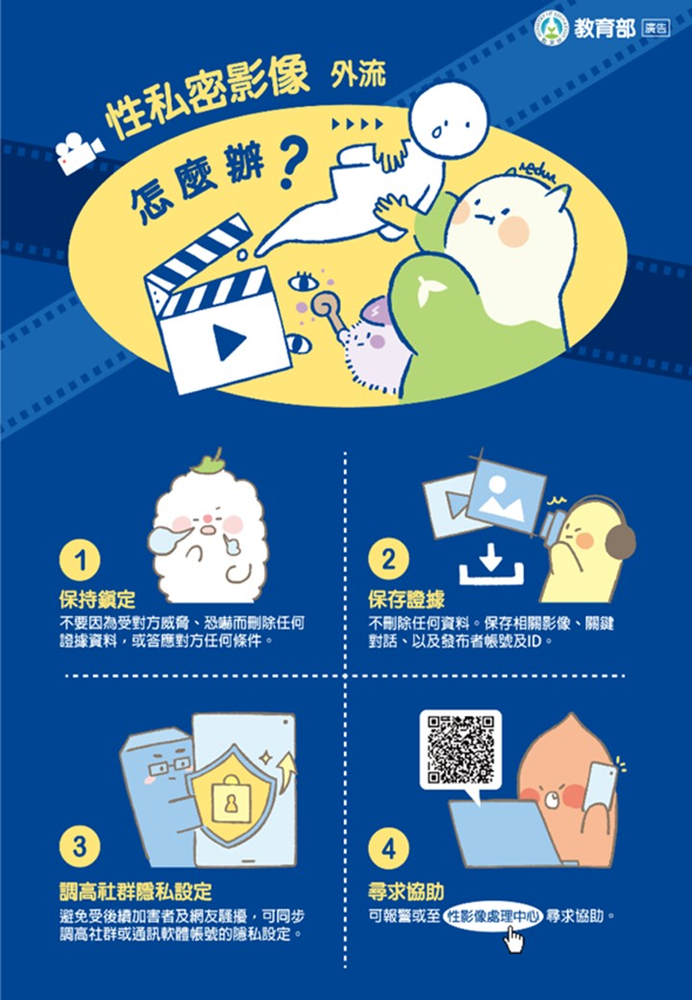 教育部 廣告
性私密影像 外流
怎麼辦?
edu
1
保持鎮定
不要因為受對方威脅、恐嚇而刪除任何
證據資料，或答應對方任何條件。
2
保存證據
不刪除任何資料。保存相關影像、關鍵
對話、以及發布者帳號及ID。
3
調高社群隱私設定
避免受後續加害者及網友騷擾，可同步
調高社群或通訊軟體帳號的隱私設定。
4
尋求協助
可報警或至 性影像處理中心 尋求協助。